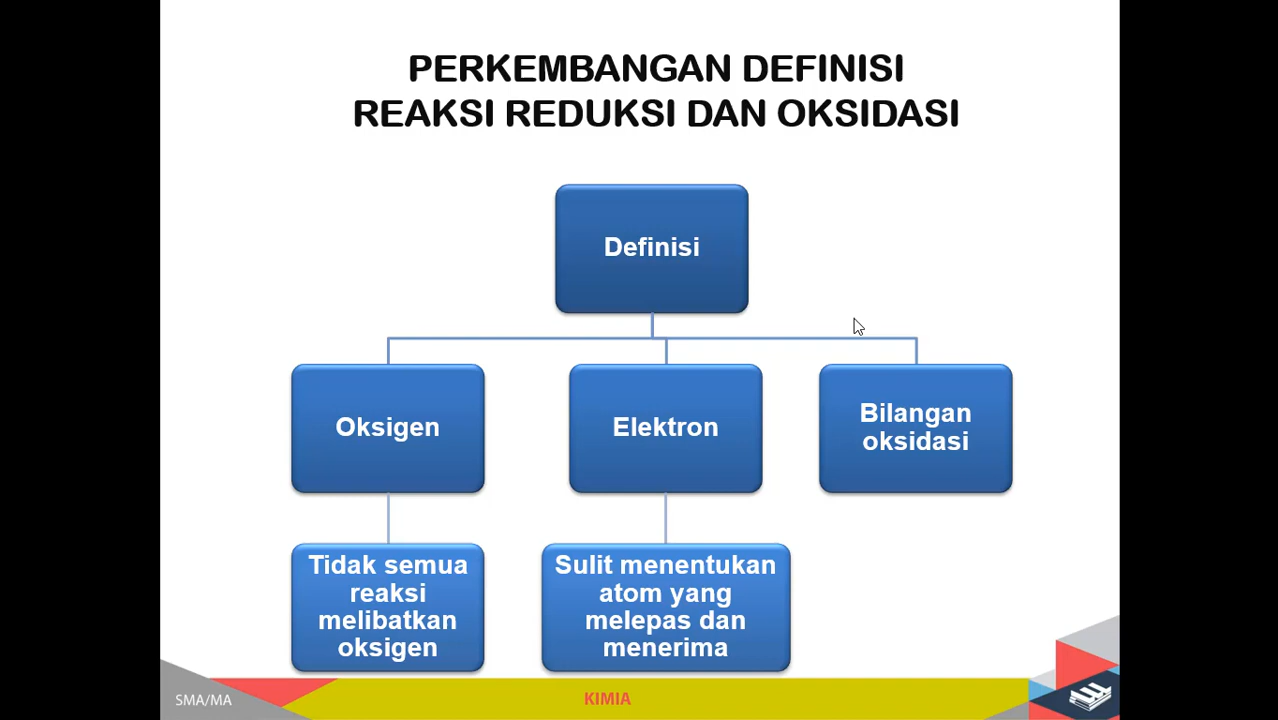 PERKEMBANGAN DEFINISI
REAKSI REDUKSI DAN OKSIDASI
Definisi
Oksigen
Elektron
Bilangan
oksidasi
Tidak semua
reaksi
melibatkan
oksigen
Sulit menentukan
atom yang
melepas dan
menerima
SMA/MA
KIMIA